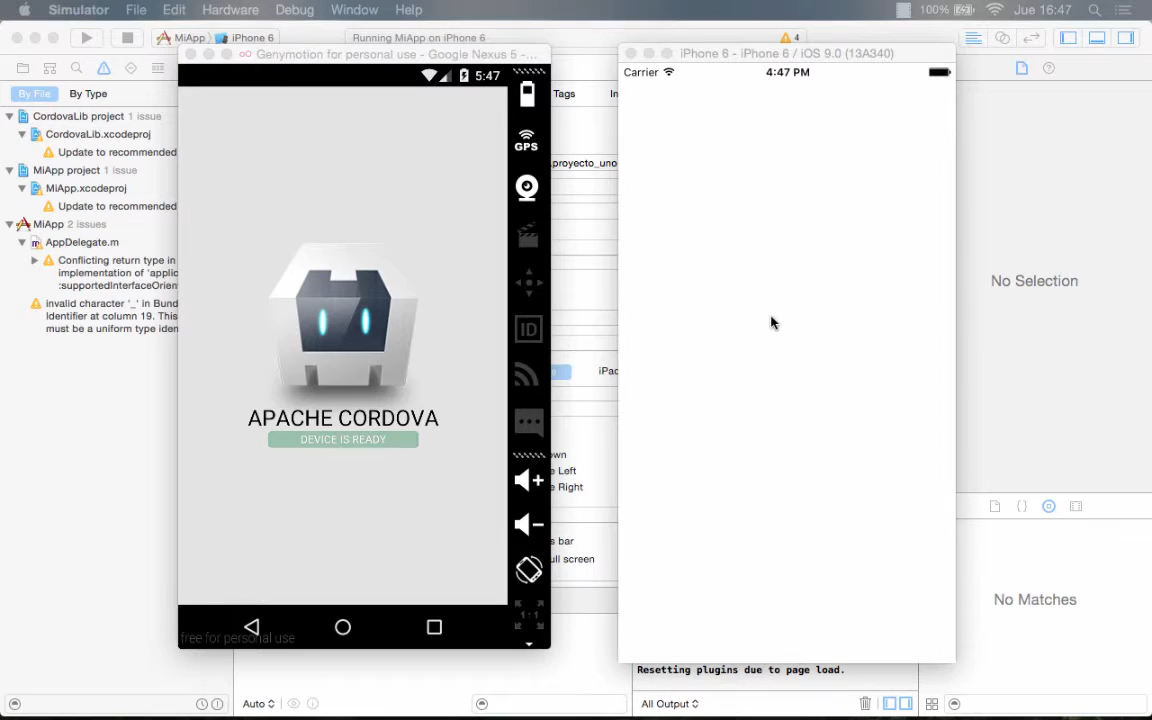 Simulator File Edit Hardware Debug Window Help 100% Jue 16:47
MiApp iPhone 6 Running MiApp on iPhone 6 4
Genymotion for personal use - Google Nexus 5 -...
iPhone 6 - iPhone 6 / iOS 9.0 (13A340)
5:47
Carrier 4:47 PM
By File By Type
Tags
CordovaLib project 1 issue
CordovaLib.xcodeproj
Update to recommended
MiApp project 1 issue
MiApp.xcodeproj
Update to recommended
MiApp 2 issues
AppDelegate.m
Conflicting return type in
implementation of 'applic
:supportedInterfaceOrien
invalid character '_' in Bund
Identifier at column 19. This
must be a uniform type iden
GPS
ID
1:1
APACHE CORDOVA
DEVICE IS READY
free for personal use
.proyecto_uno
iPac
own
e Left
e Right
s bar
ull screen
No Selection
No Matches
Resetting plugins due to page load.
Auto
All Output